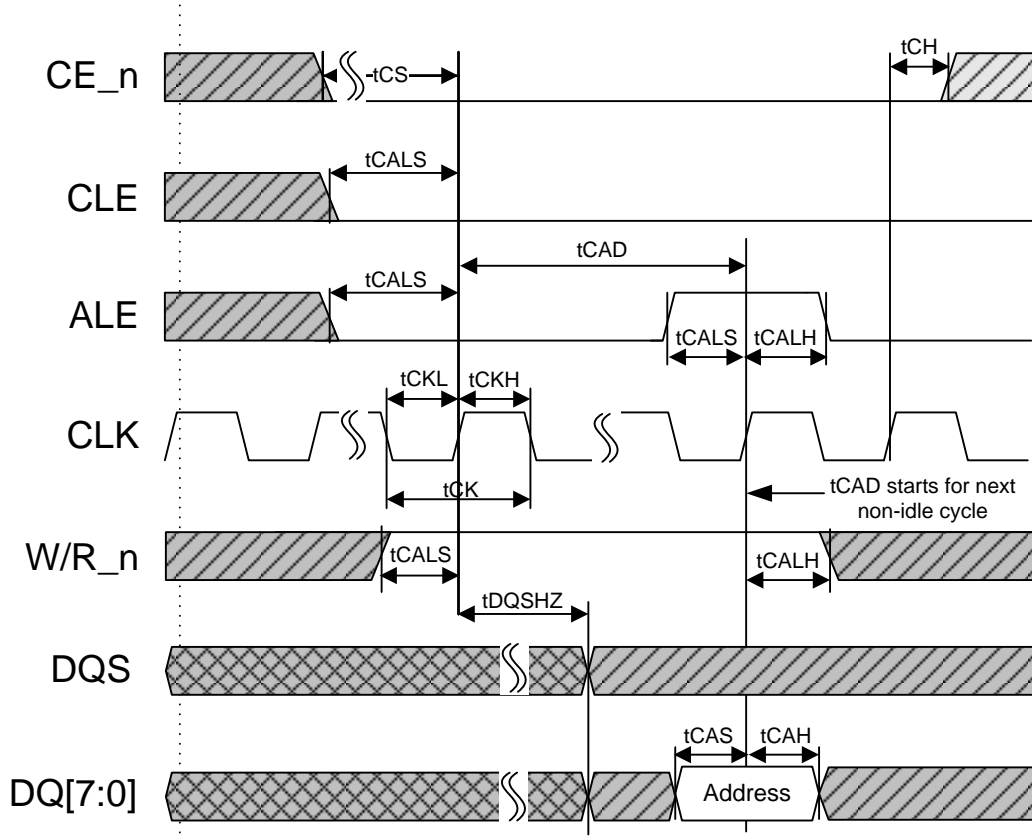 tCH
CE_n
tCS
tCALS
CLE
tCAD
tCALS
ALE
tCALS
tCALH
tCKL
tCKH
CLK
tCK
tCAD starts for next
non-idle cycle
W/R_n
tCALS
tCALH
tDQSHZ
DQS
tCAS
tCAH
DQ[7:0]
Address